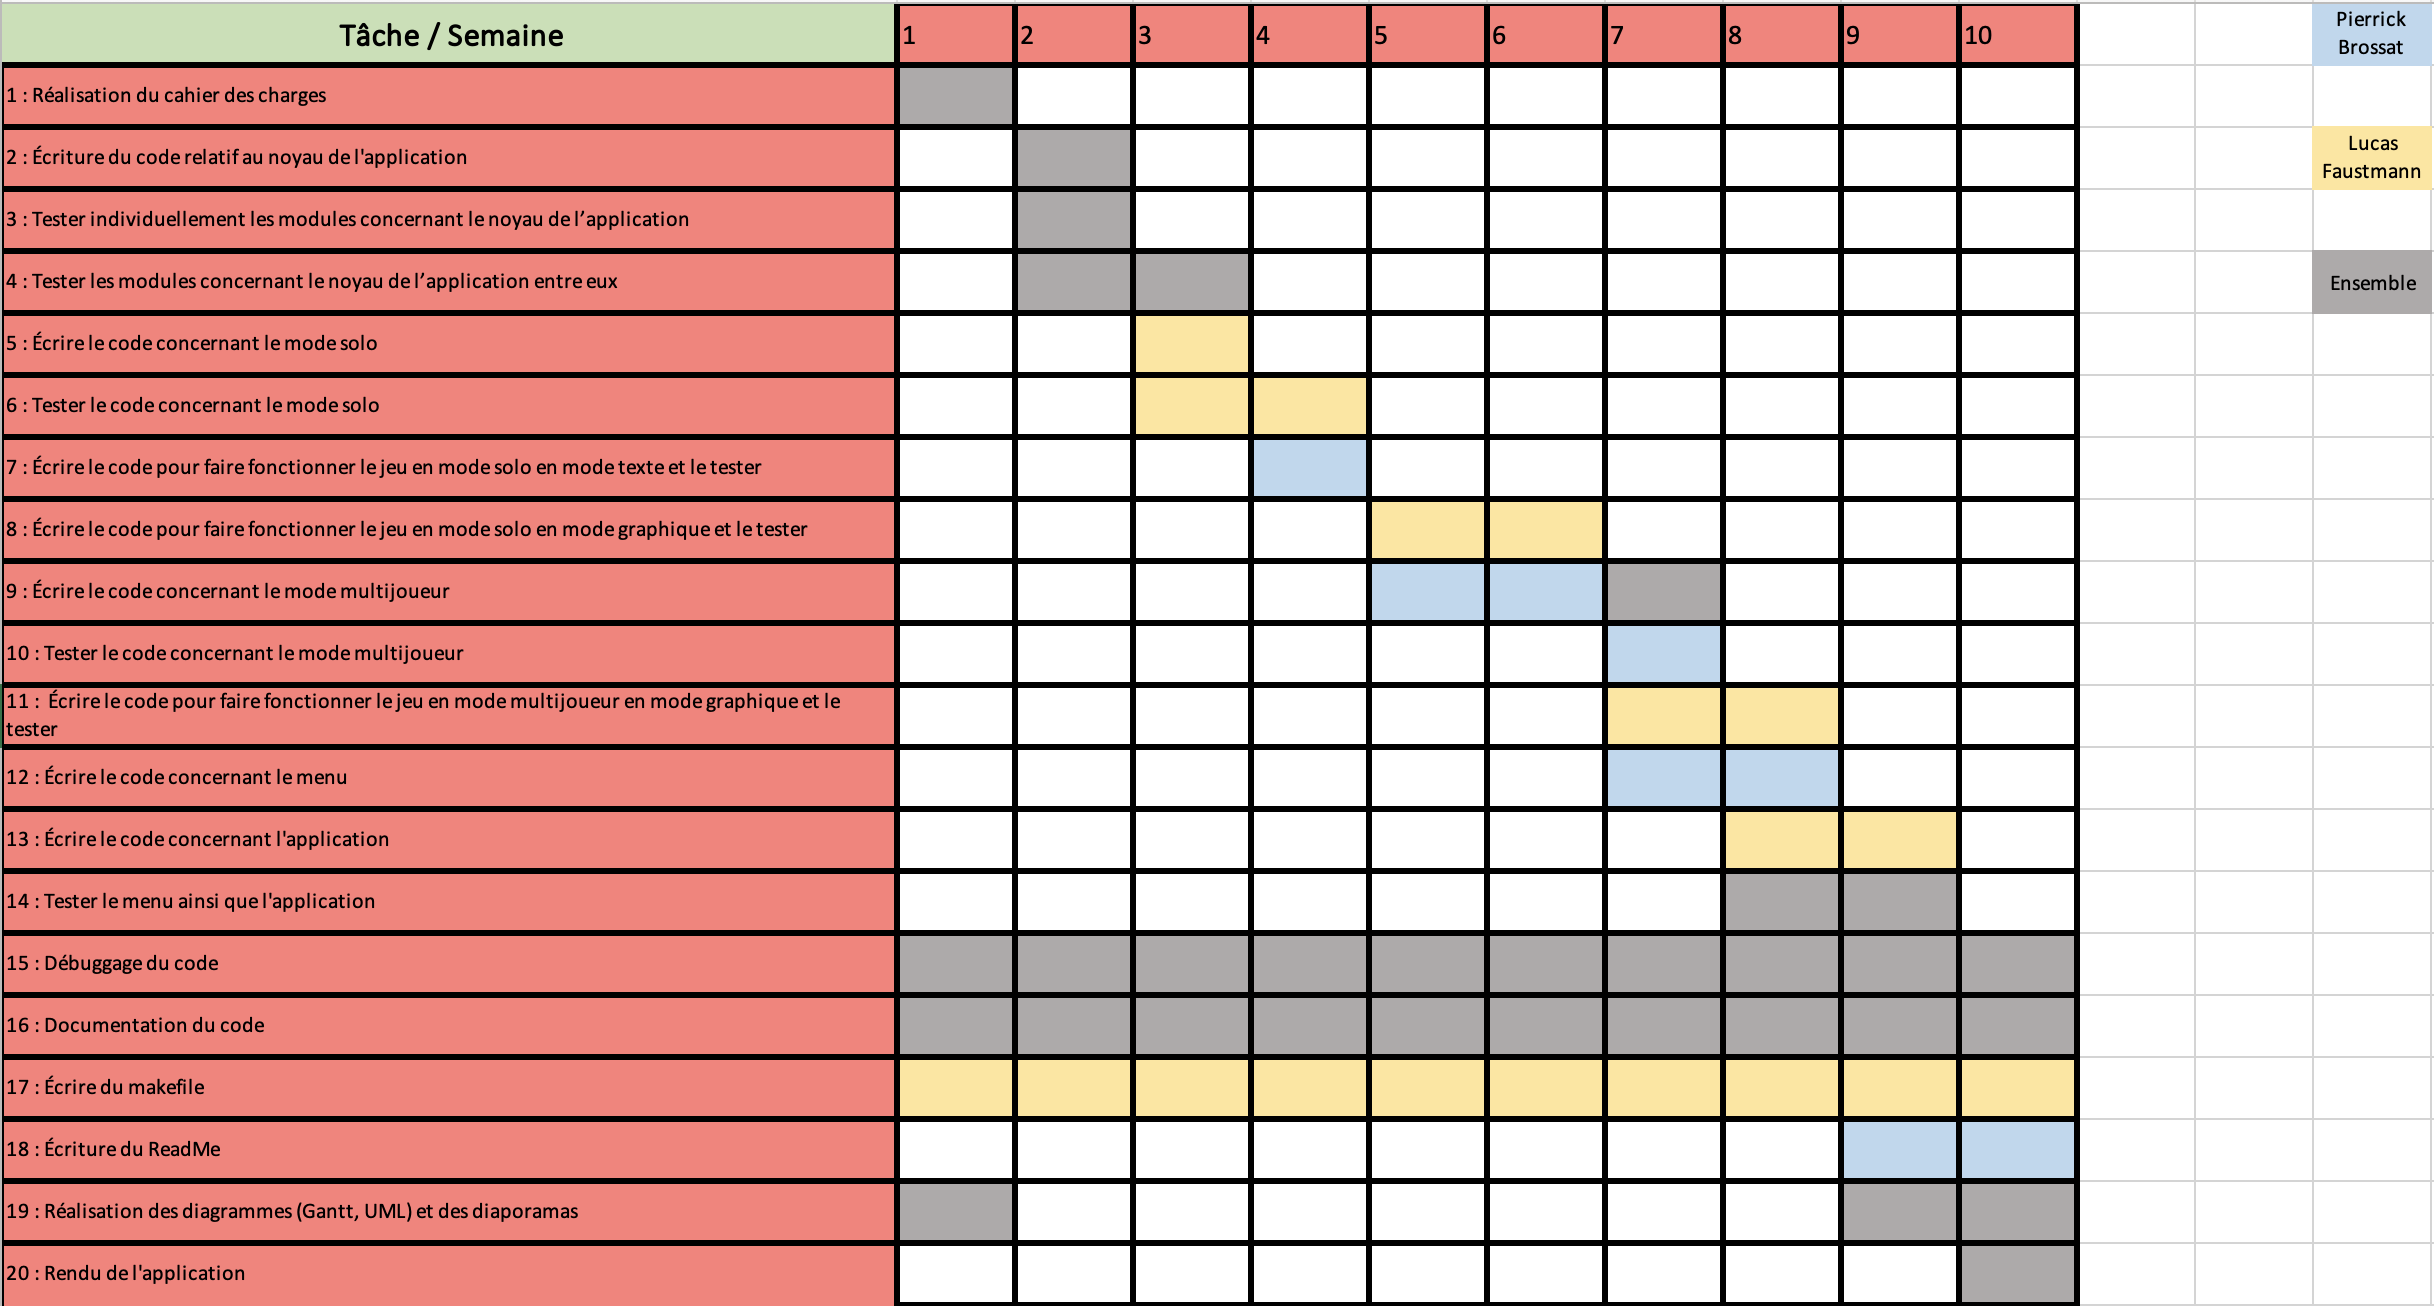 Tâche / Semaine
1
2
3
4
5
6
7
8
9
10
Pierrick
Brossat
1 : Réalisation du cahier des charges
2 : Écriture du code relatif au noyau de l'application
Lucas
Faustmann
3 : Tester individuellement les modules concernant le noyau de l’application
4 : Tester les modules concernant le noyau de l’application entre eux
Ensemble
5 : Écrire le code concernant le mode solo
6 : Tester le code concernant le mode solo
7 : Écrire le code pour faire fonctionner le jeu en mode solo en mode texte et le tester
8 : Écrire le code pour faire fonctionner le jeu en mode solo en mode graphique et le tester
9 : Écrire le code concernant le mode multijoueur
10 : Tester le code concernant le mode multijoueur
11 :  Écrire le code pour faire fonctionner le jeu en mode multijoueur en mode graphique et le
tester
12 : Écrire le code concernant le menu
13 : Écrire le code concernant l'application
14 : Tester le menu ainsi que l'application
15 : Débuggage du code
16 : Documentation du code
17 : Écrire du makefile
18 : Écriture du ReadMe
19 : Réalisation des diagrammes (Gantt, UML) et des diaporamas
20 : Rendu de l'application